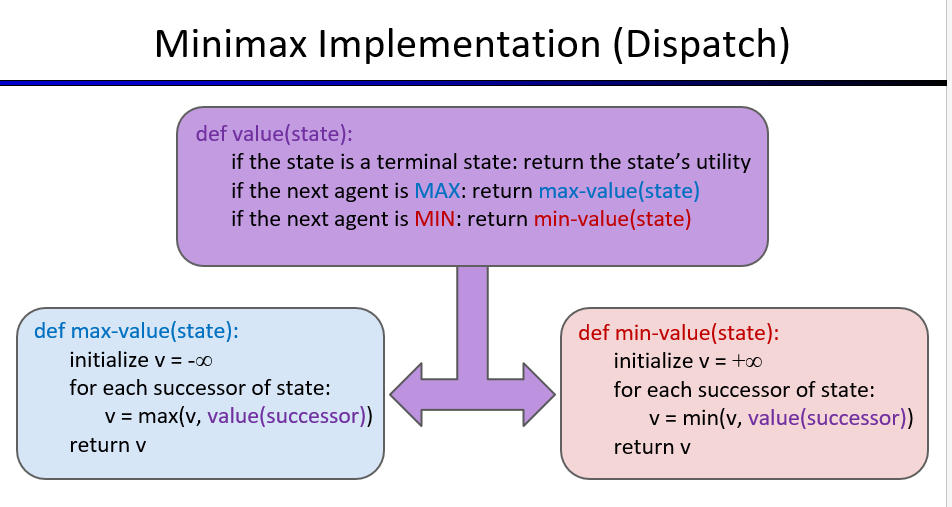 Minimax Implementation (Dispatch)
def value(state):
if the state is a terminal state: return the state’s utility
if the next agent is MAX: return max-value(state)
if the next agent is MIN: return min-value(state)
def max-value(state):
initialize v = -∞
for each successor of state:
v = max(v, value(successor))
return v
def min-value(state):
initialize v = +∞
for each successor of state:
v = min(v, value(successor))
return v